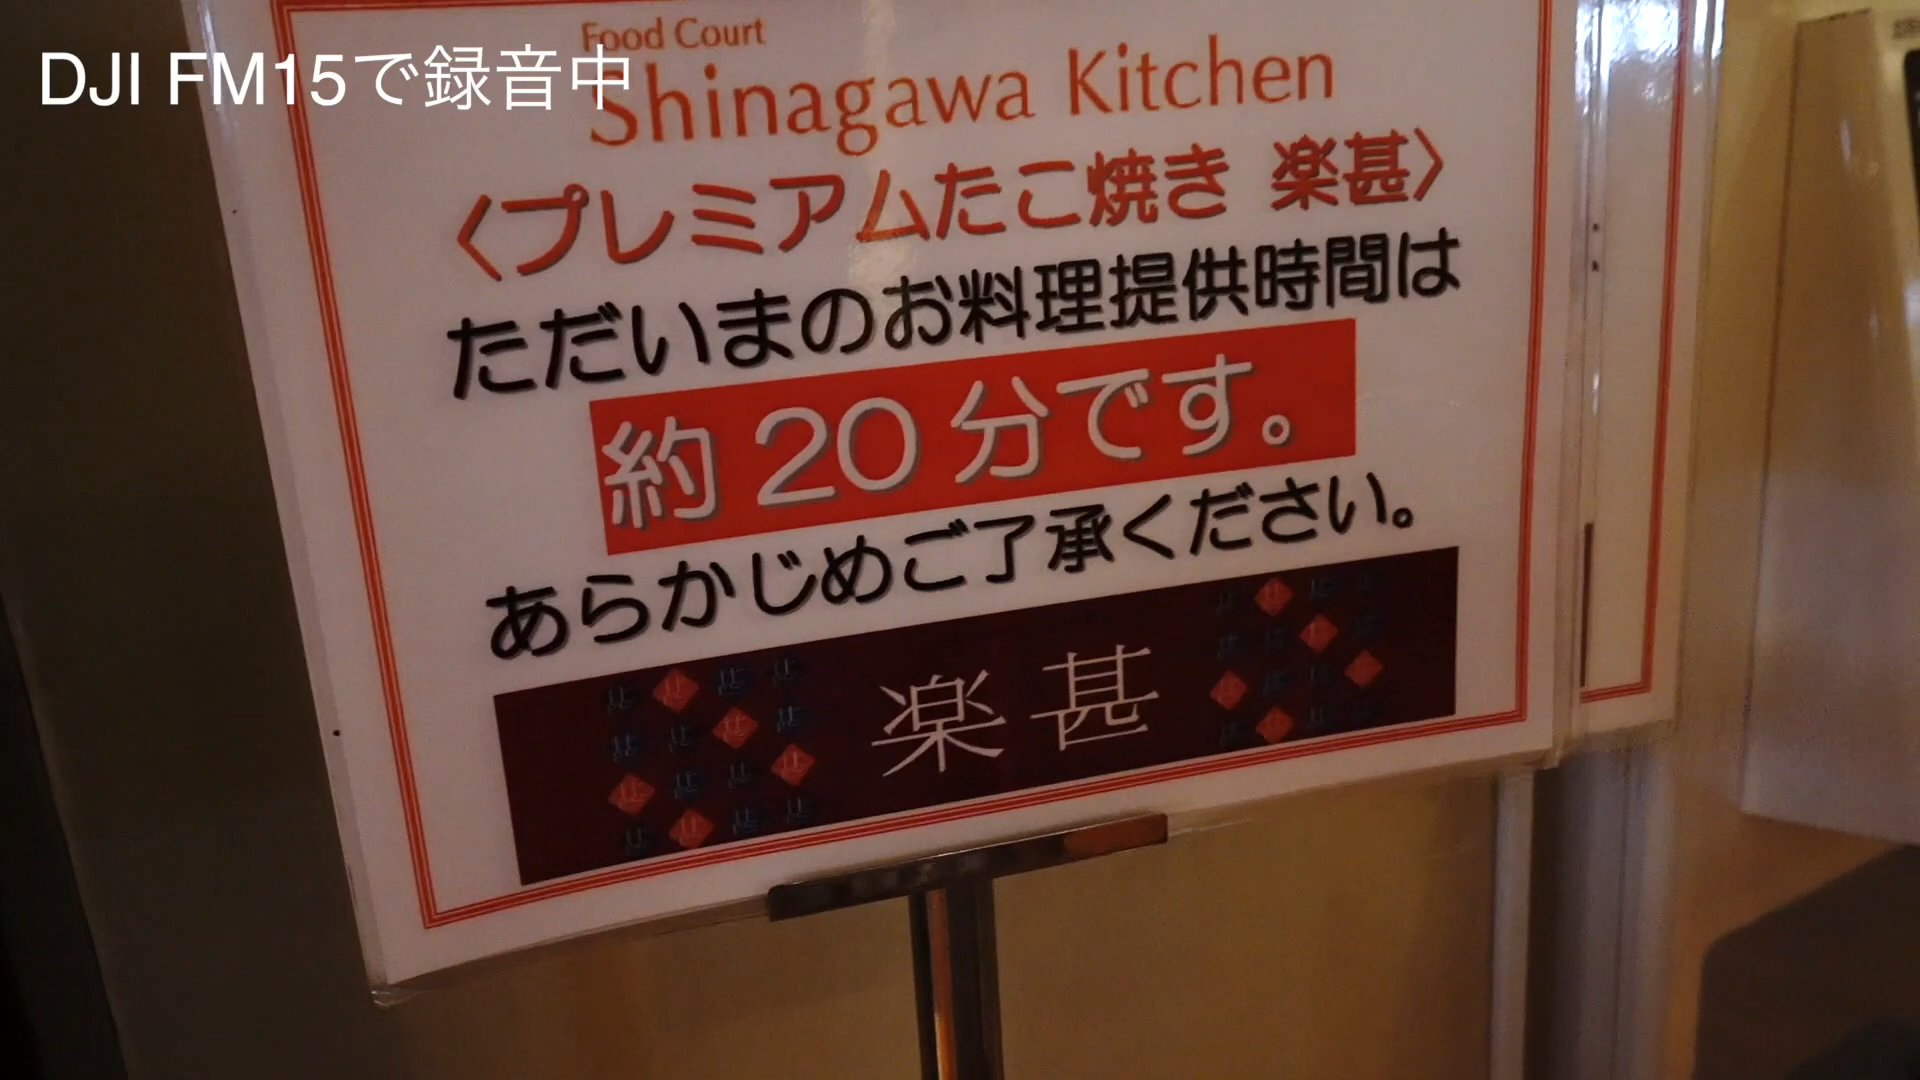 DJI FM15で録音中
Food Court
Shinagawa Kitchen
〈プレミアムたこ焼き 楽甚〉
ただいまのお料理提供時間は
約20分です。
あらかじめご了承ください。
楽甚